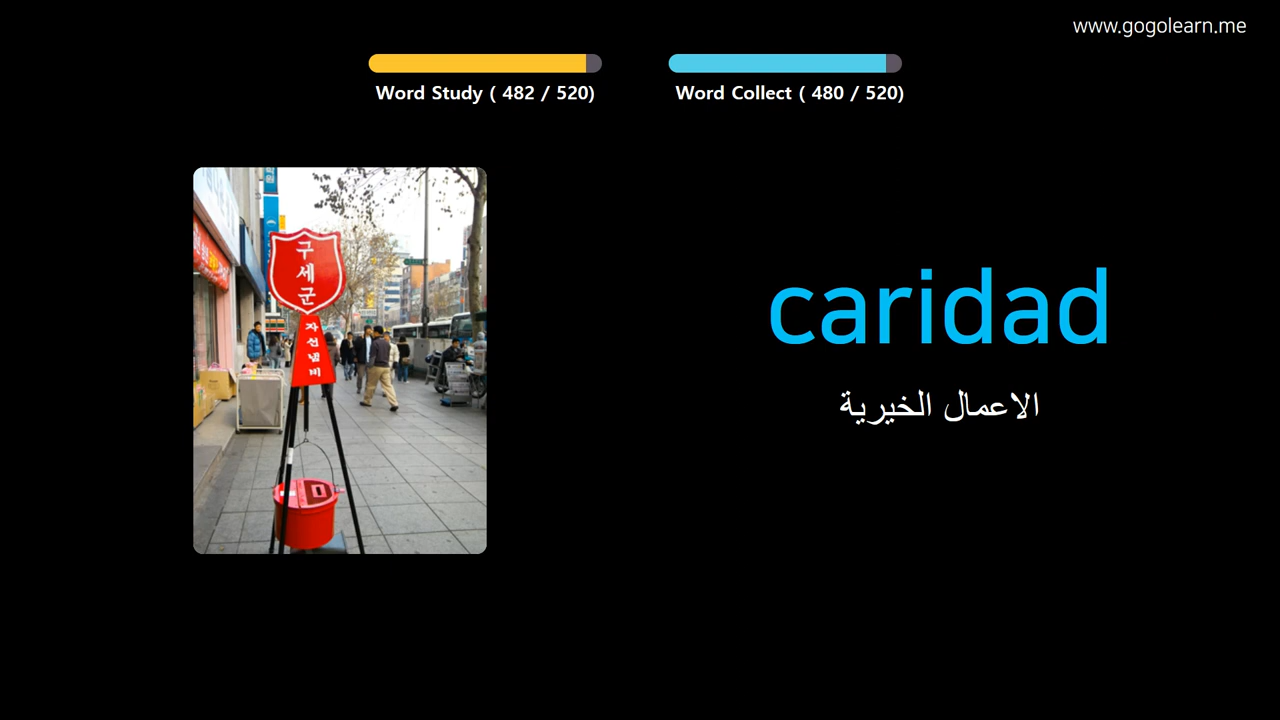 www.gogolearn.me
Word Study ( 482 / 520)
Word Collect ( 480 / 520)
구
세
군
자
선
냄
비
caridad
الاعمال الخيرية